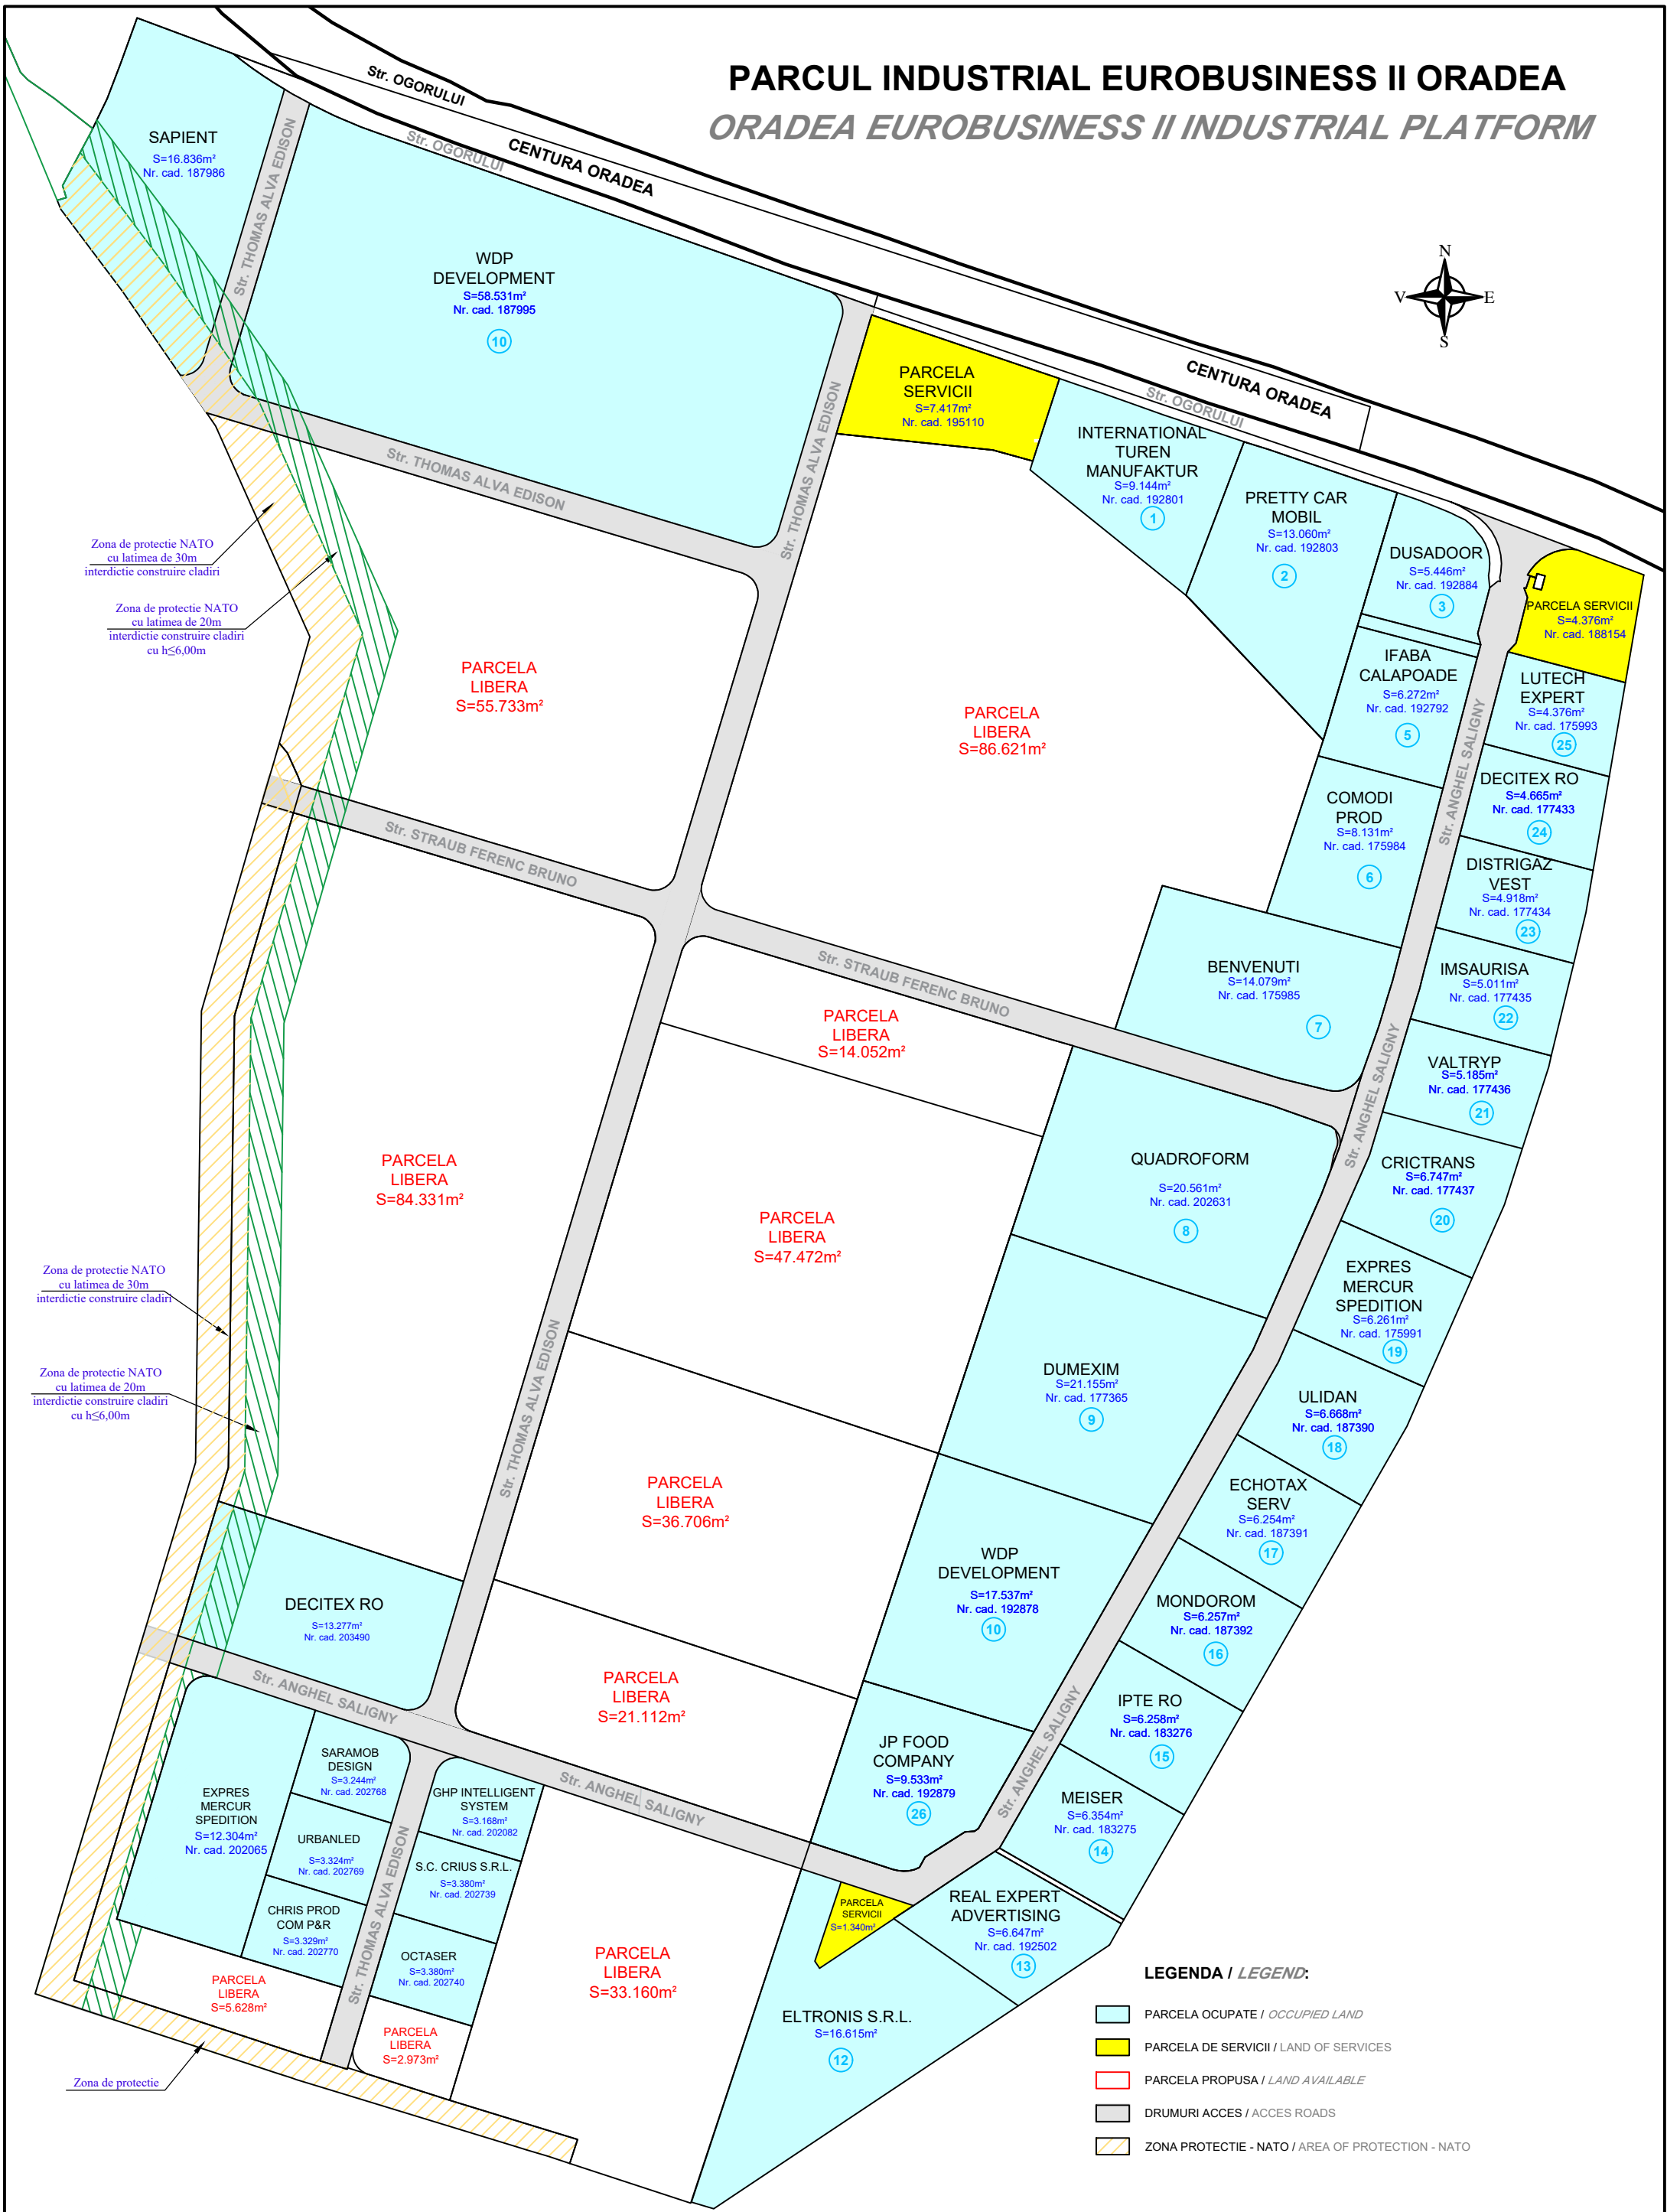 PARCUL INDUSTRIAL EUROBUSINESS II ORADEA
ORADEA EUROBUSINESS II INDUSTRIAL PLATFORM
Str. OGORULUI
Str. OGORULUI
CENTURA ORADEA
SAPIENT
S=16.836m²
Nr. cad. 187986
Str. THOMAS ALVA EDISON
WDP
DEVELOPMENT
S=58.531m²
Nr. cad. 187995
10
N
V
E
S
CENTURA ORADEA
Str. OGORULUI
PARCELA
SERVICII
S=7.417m²
Nr. cad. 195110
Str. THOMAS ALVA EDISON
Str. THOMAS ALVA EDISON
INTERNATIONAL
TUREN
MANUFAKTUR
S=9.144m²
Nr. cad. 192801
1
PRETTY CAR
MOBIL
S=13.060m²
Nr. cad. 192803
2
DUSADOOR
S=5.446m²
Nr. cad. 192884
3
PARCELA SERVICII
S=4.376m²
Nr. cad. 188154
Zona de protectie NATO
cu latimea de 30m
interdictie construire cladiri
Zona de protectie NATO
cu latimea de 20m
interdictie construire cladiri
cu h≤6,00m
PARCELA
LIBERA
S=55.733m²
PARCELA
LIBERA
S=86.621m²
IFABA
CALAPOADE
S=6.272m²
Nr. cad. 192792
5
LUTECH
EXPERT
S=4.376m²
Nr. cad. 175993
25
Str. ANGHEL SALIGNY
COMODI
PROD
S=8.131m²
Nr. cad. 175984
6
DECITEX RO
S=4.665m²
Nr. cad. 177433
24
DISTRIGAZ
VEST
S=4.918m²
Nr. cad. 177434
23
Str. STRAUB FERENC BRUNO
Str. STRAUB FERENC BRUNO
BENVENUTI
S=14.079m²
Nr. cad. 175985
7
IMSAURISA
S=5.011m²
Nr. cad. 177435
22
PARCELA
LIBERA
S=14.052m²
VALTRYP
S=5.185m²
Nr. cad. 177436
21
Str. ANGHEL SALIGNY
PARCELA
LIBERA
S=84.331m²
QUADROFORM
S=20.561m²
Nr. cad. 202631
8
CRICTRANS
S=6.747m²
Nr. cad. 177437
20
PARCELA
LIBERA
S=47.472m²
Zona de protectie NATO
cu latimea de 30m
interdictie construire cladiri
Zona de protectie NATO
cu latimea de 20m
interdictie construire cladiri
cu h≤6,00m
EXPRES
MERCUR
SPEDITION
S=6.261m²
Nr. cad. 175991
19
DUMEXIM
S=21.155m²
Nr. cad. 177365
9
ULIDAN
S=6.668m²
Nr. cad. 187390
18
Str. THOMAS ALVA EDISON
PARCELA
LIBERA
S=36.706m²
ECHOTAX
SERV
S=6.254m²
Nr. cad. 187391
17
WDP
DEVELOPMENT
S=17.537m²
Nr. cad. 192878
10
DECITEX RO
S=13.277m²
Nr. cad. 203490
MONDOROM
S=6.257m²
Nr. cad. 187392
16
Str. ANGHEL SALIGNY
PARCELA
LIBERA
S=21.112m²
IPTE RO
S=6.258m²
Nr. cad. 183276
15
Str. ANGHEL SALIGNY
JP FOOD
COMPANY
S=9.533m²
Nr. cad. 192879
26
MEISER
S=6.354m²
Nr. cad. 183275
14
Str. ANGHEL SALIGNY
EXPRES
MERCUR
SPEDITION
S=12.304m²
Nr. cad. 202065
SARAMOB
DESIGN
S=3.244m²
Nr. cad. 202768
GHP INTELLIGENT
SYSTEM
S=3.168m²
Nr. cad. 202082
URBANLED
S=3.324m²
Nr. cad. 202769
S.C. CRIUS S.R.L.
S=3.380m²
Nr. cad. 202739
CHRIS PROD
COM P&R
S=3.329m²
Nr. cad. 202770
Str. THOMAS ALVA EDISON
OCTASER
S=3.380m²
Nr. cad. 202740
PARCELA
LIBERA
S=5.628m²
PARCELA
LIBERA
S=2.973m²
PARCELA
LIBERA
S=33.160m²
PARCELA
SERVICII
S=1.340m²
REAL EXPERT
ADVERTISING
S=6.647m²
Nr. cad. 192502
13
ELTRONIS S.R.L.
S=16.615m²
12
Zona de protectie
LEGENDA / LEGEND:
PARCELA OCUPATE / OCCUPIED LAND
PARCELA DE SERVICII / LAND OF SERVICES
PARCELA PROPUSA / LAND AVAILABLE
DRUMURI ACCES / ACCES ROADS
ZONA PROTECTIE - NATO / AREA OF PROTECTION - NATO